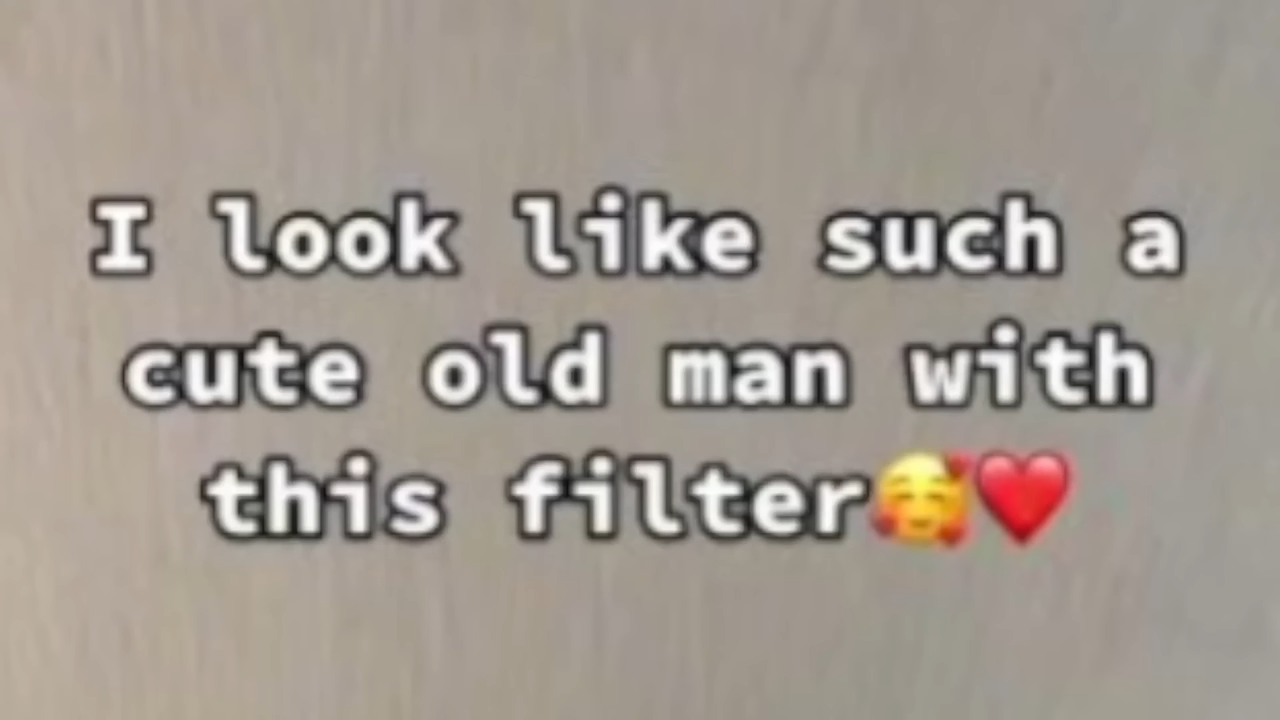 I look like such a
cute old man with
this filter🥰❤️